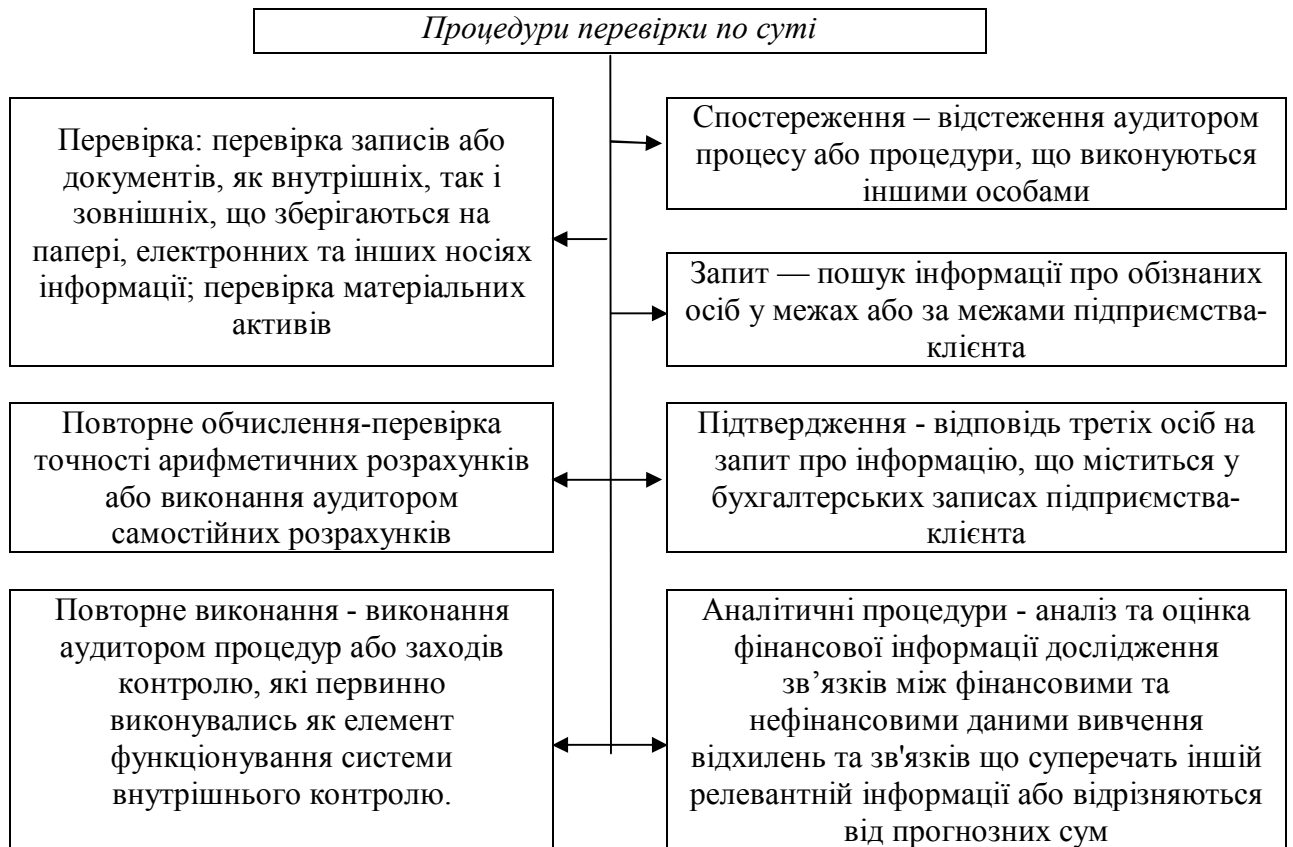 Процедури перевірки по суті
Перевірка: перевірка записів або
документів, як внутрішніх, так і
зовнішніх, що зберігаються на
папері, електронних та інших носіях
інформації; перевірка матеріальних
активів
Спостереження – відстеження аудитором
процесу або процедури, що виконуються
іншими особами
Запит — пошук інформації про обізнаних
осіб у межах або за межами підприємства-
клієнта
Повторне обчислення-перевірка
точності арифметичних розрахунків
або виконання аудитором
самостійних розрахунків
Підтвердження - відповідь третіх осіб на
запит про інформацію, що міститься у
бухгалтерських записах підприємства-
клієнта
Повторне виконання - виконання
аудитором процедур або заходів
контролю, які первинно
виконувались як елемент
функціонування системи
внутрішнього контролю.
Аналітичні процедури - аналіз та оцінка
фінансової інформації дослідження
зв’язків між фінансовими та
нефінансовими даними вивчення
відхилень та зв'язків що суперечать іншій
релевантній інформації або відрізняються
від прогнозних сум